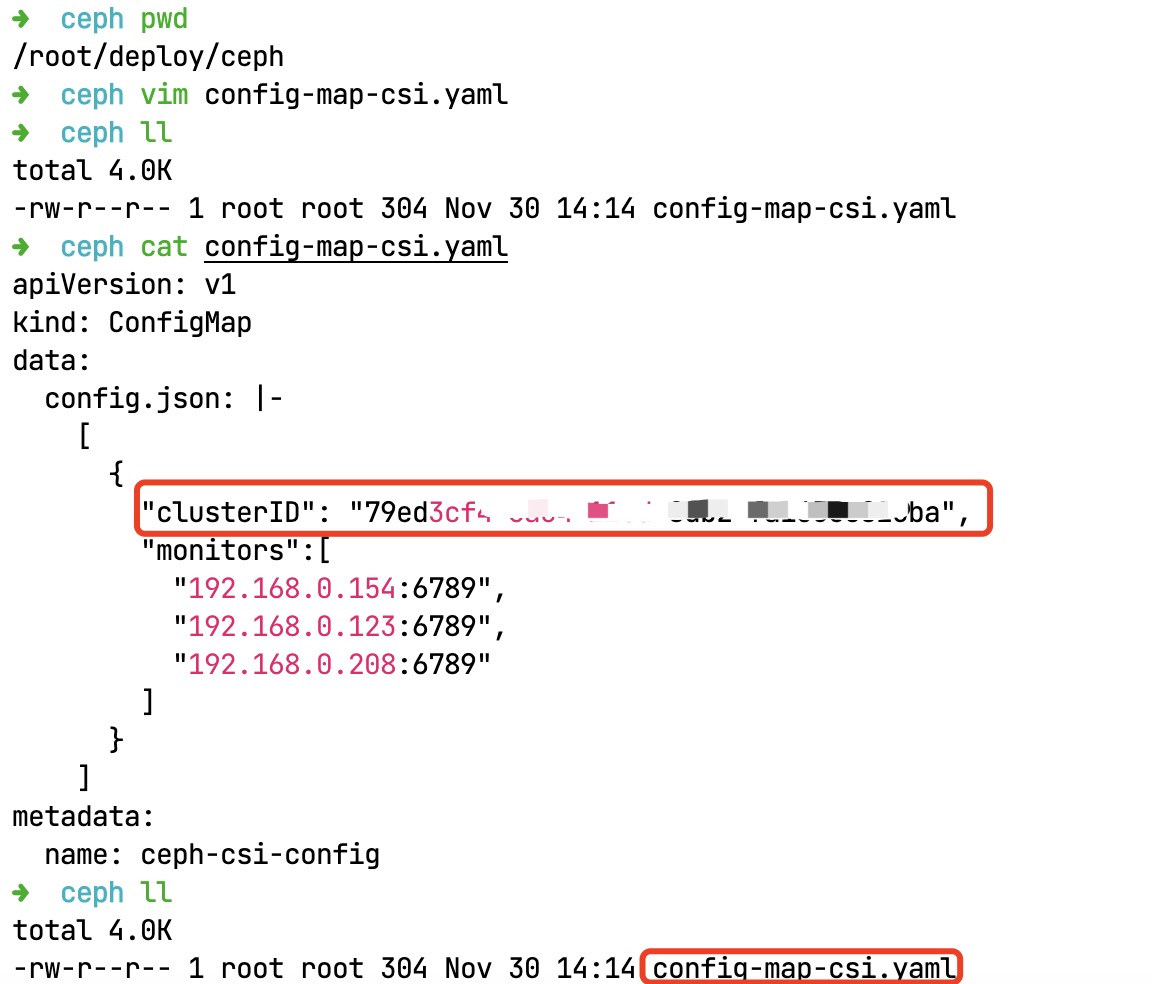 ➜  ceph pwd
/root/deploy/ceph
➜  ceph vim config-map-csi.yaml
➜  ceph ll
total 4.0K
-rw-r--r-- 1 root root 304 Nov 30 14:14 config-map-csi.yaml
➜  ceph cat config-map-csi.yaml
apiVersion: v1
kind: ConfigMap
data:
  config.json: |-
    [
      {
        "clusterID": "79ed3cf4
        "monitors":[
          "192.168.0.154:6789",
          "192.168.0.123:6789",
          "192.168.0.208:6789"
        ]
      }
    ]
metadata:
  name: ceph-csi-config
➜  ceph ll
total 4.0K
-rw-r--r-- 1 root root 304 Nov 30 14:14 config-map-csi.yaml